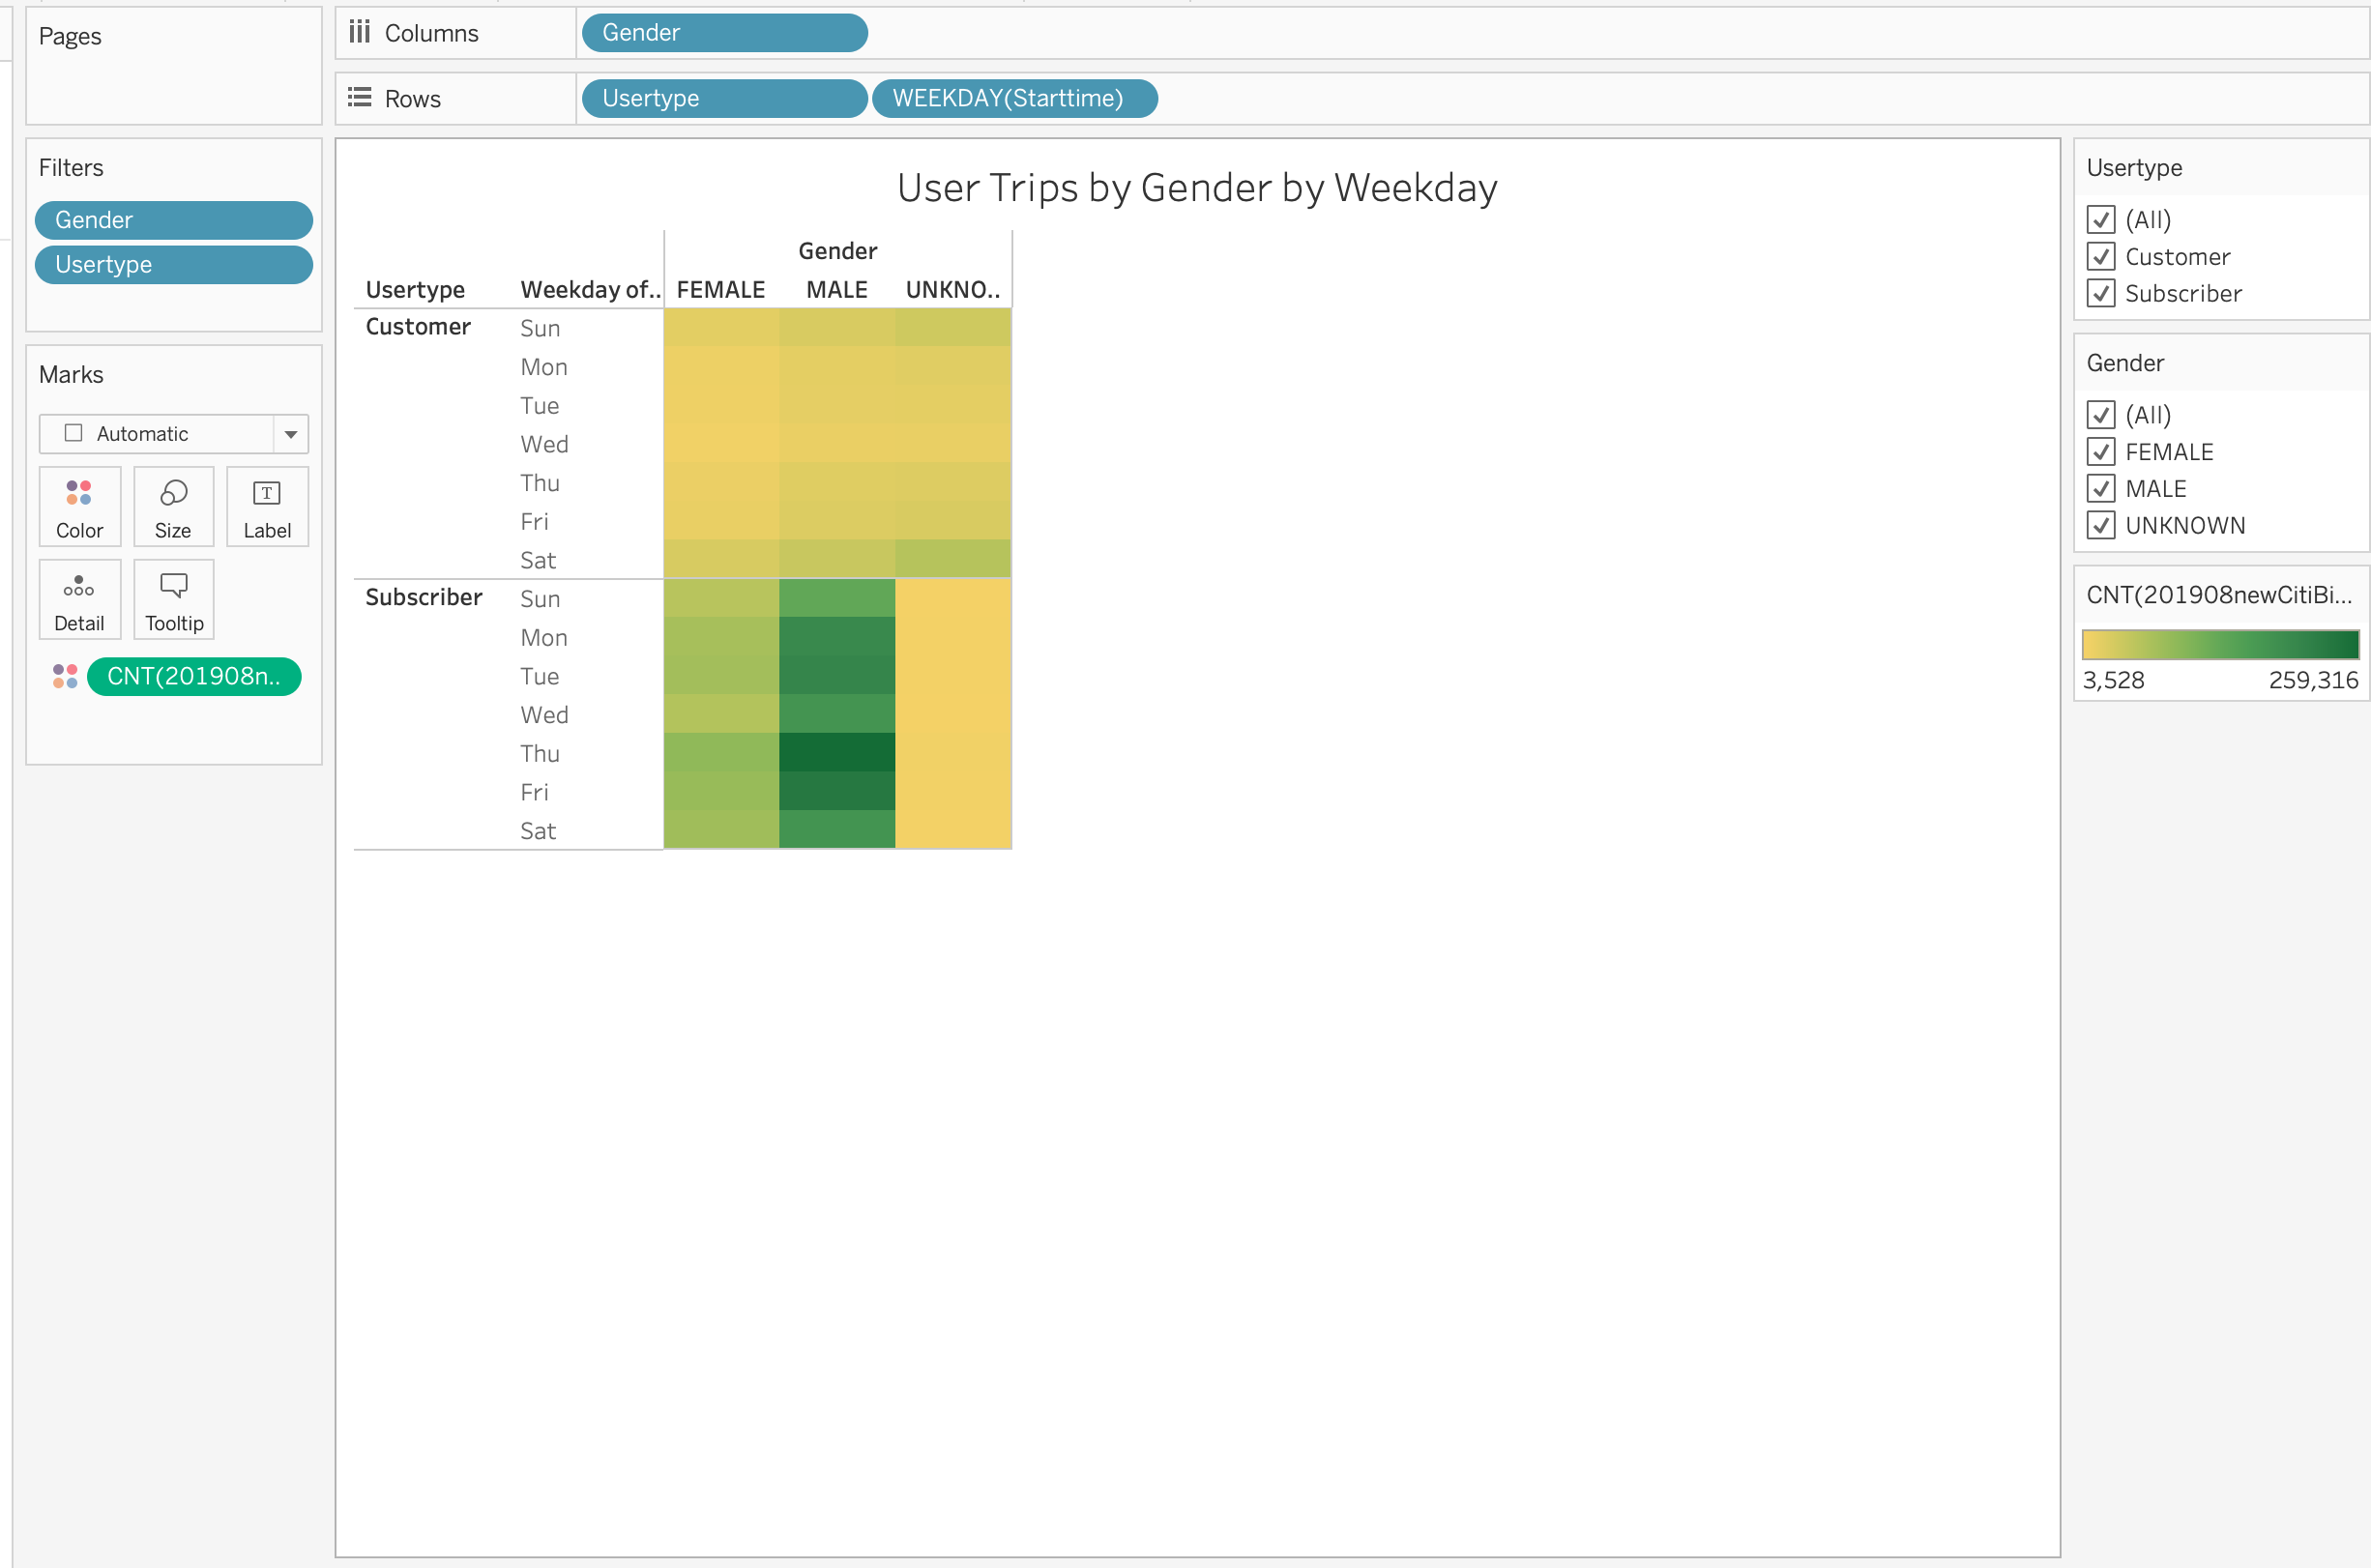 Pages
Columns
Gender
Rows
Usertype WEEKDAY(Starttime)
Filters
Gender
Usertype
Marks
Automatic
Color Size Label
Detail Tooltip
CNT(201908n..
User Trips by Gender by Weekday
Gender
Usertype Weekday of.. FEMALE MALE UNKNO..
Customer Sun
Mon
Tue
Wed
Thu
Fri
Sat
Subscriber Sun
Mon
Tue
Wed
Thu
Fri
Sat
Usertype
(All)
Customer
Subscriber
Gender
(All)
FEMALE
MALE
UNKNOWN
CNT(201908newCitiBi...
3,528 259,316